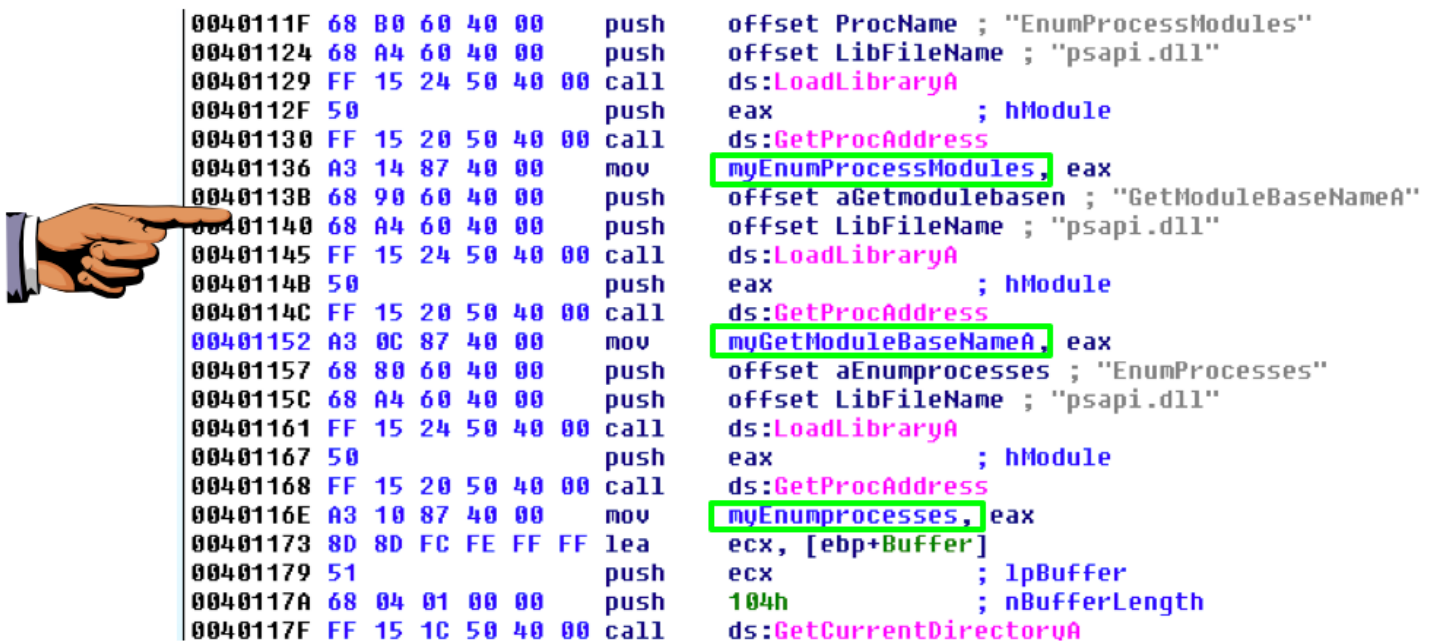 0040111F 68 B0 60 40 00 push offset ProcName ; "EnumProcessModules"
00401124 68 A4 60 40 00 push offset LibFileName ; "psapi.dll"
00401129 FF 15 24 50 40 00 call ds:LoadLibraryA
0040112F 50 push eax ; hModule
00401130 FF 15 20 50 40 00 call ds:GetProcAddress
00401136 A3 14 87 40 00 mov myEnumProcessModules, eax
0040113B 68 90 60 40 00 push offset aGetmodulebasen ; "GetModuleBaseNameA"
00401140 68 A4 60 40 00 push offset LibFileName ; "psapi.dll"
00401145 FF 15 24 50 40 00 call ds:LoadLibraryA
0040114B 50 push eax ; hModule
0040114C FF 15 20 50 40 00 call ds:GetProcAddress
00401152 A3 0C 87 40 00 mov myGetModuleBaseNameA, eax
00401157 68 80 60 40 00 push offset aEnumprocesses ; "EnumProcesses"
0040115C 68 A4 60 40 00 push offset LibFileName ; "psapi.dll"
00401161 FF 15 24 50 40 00 call ds:LoadLibraryA
00401167 50 push eax ; hModule
00401168 FF 15 20 50 40 00 call ds:GetProcAddress
0040116E A3 10 87 40 00 mov myEnumprocesses, eax
00401173 8D 8D FC FE FF FF lea ecx, [ebp+Buffer]
00401179 51 push ecx ; lpBuffer
0040117A 68 04 01 00 00 push 104h ; nBufferLength
0040117F FF 15 1C 50 40 00 call ds:GetCurrentDirectoryA